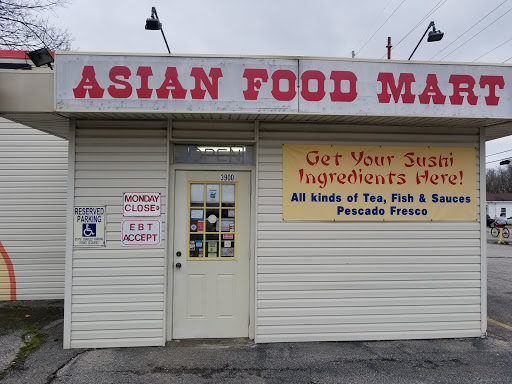 ASIAN FOOD MART
OPEN
3900
Get Your Sushi
Ingredients Here!
All kinds of Tea, Fish & Sauces
Pescado Fresco
MONDAY
CLOSE
EBT
ACCEPT
RESERVED
PARKING